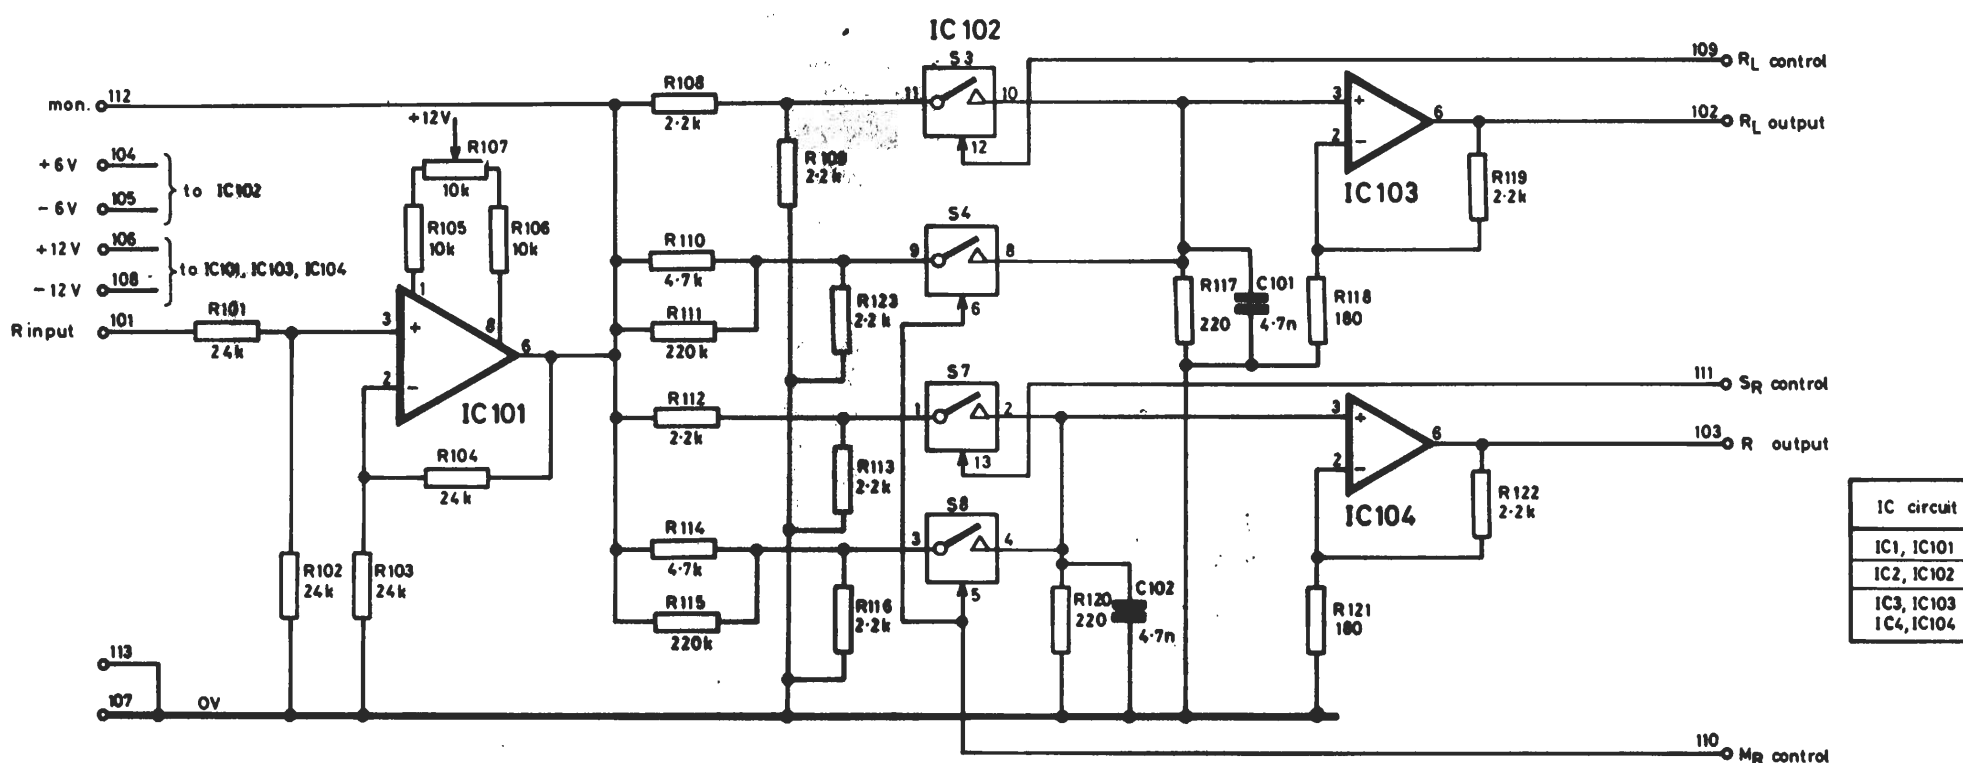 IC 102
S3
109
RL control
mon.
112
R108
2·2k
11
10
12
3
+
2
−
6
IC103
102
RL output
+12V
R107
10k
+6V
104
−6V
105
to IC102
R109
2·2k
R119
2·2k
R105
10k
R106
10k
+12V
106
−12V
108
to IC101, IC103, IC104
S4
R110
4·7k
9
8
6
R111
220k
R123
2·2k
R117
220
C101
4·7n
R118
180
R input
101
R101
24k
1
3
+
8
6
2
−
IC101
S7
111
SR control
R112
2·2k
1
2
13
3
+
2
−
6
IC104
103
R output
R104
24k
R113
2·2k
R122
2·2k
S8
R114
4·7k
3
4
5
R115
220k
R116
2·2k
R102
24k
R103
24k
R120
220
C102
4·7n
R121
180
IC circuit
IC1, IC101
IC2, IC102
IC3, IC103
IC4, IC104
113
107
0V
110
MR control